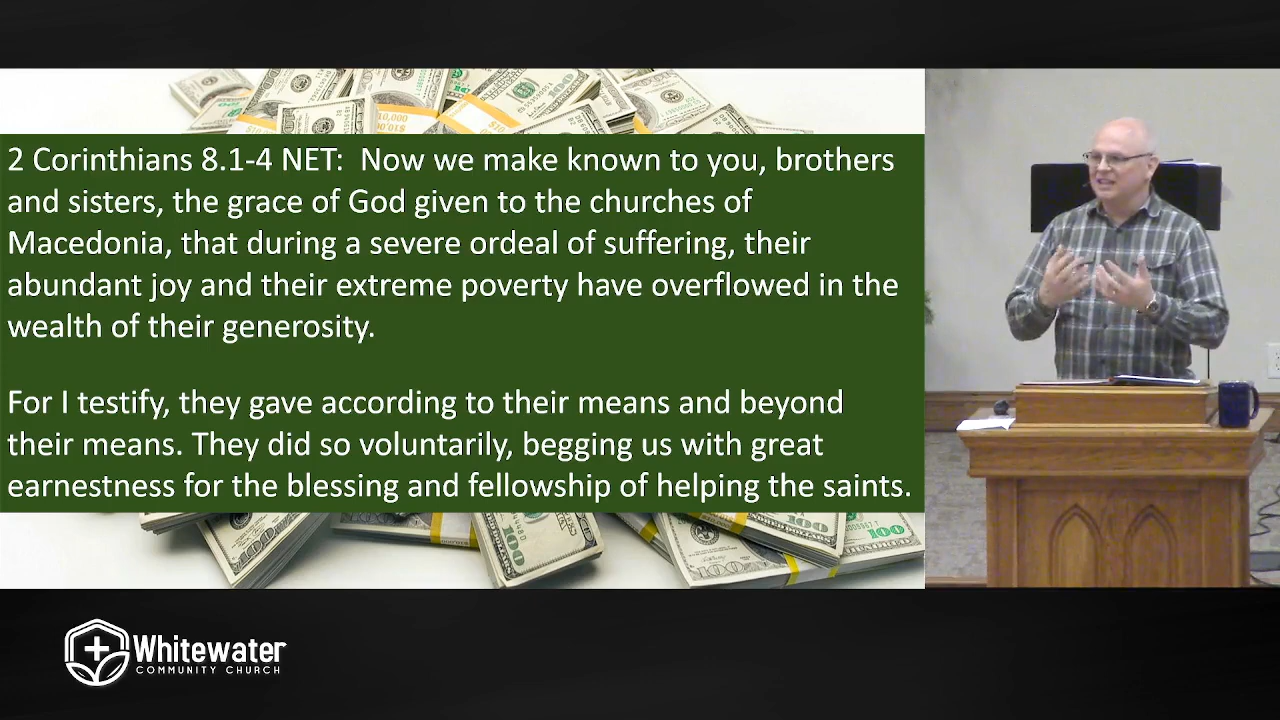 2 Corinthians 8.1-4 NET:  Now we make known to you, brothers
and sisters, the grace of God given to the churches of
Macedonia, that during a severe ordeal of suffering, their
abundant joy and their extreme poverty have overflowed in the
wealth of their generosity.
For I testify, they gave according to their means and beyond
their means. They did so voluntarily, begging us with great
earnestness for the blessing and fellowship of helping the saints.
Whitewater
COMMUNITY CHURCH